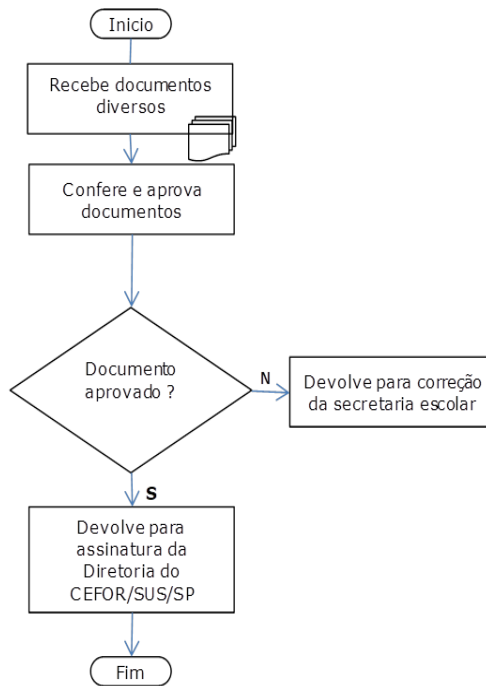 Inicio
Recebe documentos
diversos
Confere e aprova
documentos
Documento
aprovado ?
N
Devolve para correção
da secretaria escolar
S
Devolve para
assinatura da
Diretoria do
CEFOR/SUS/SP
Fim